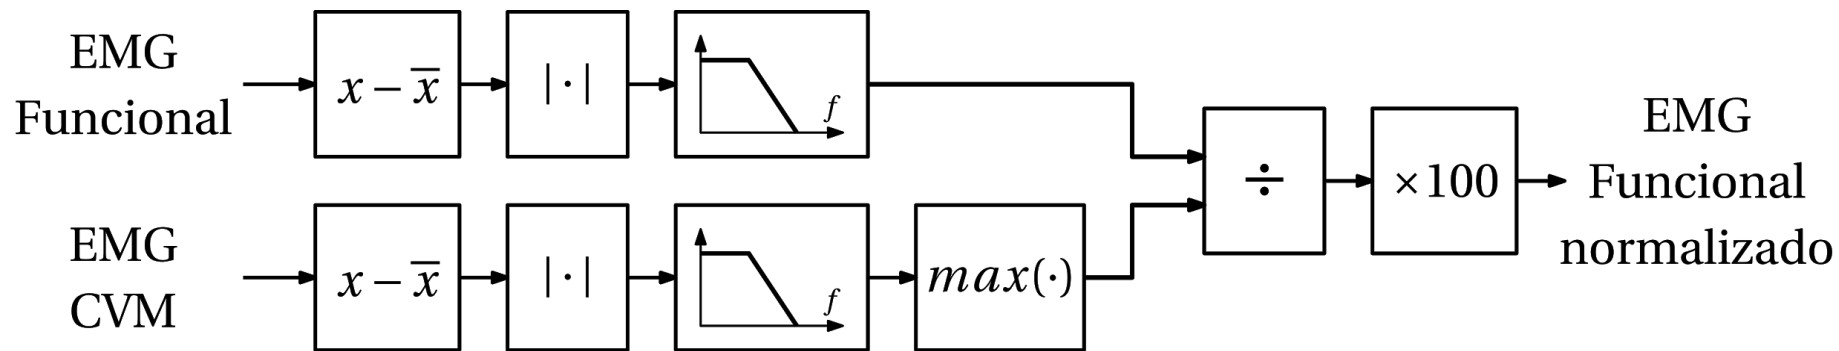 EMG
Funcional
x − x̅
|·|
f
÷
×100
EMG
Funcional
normalizado
EMG
CVM
x − x̅
|·|
f
max(·)